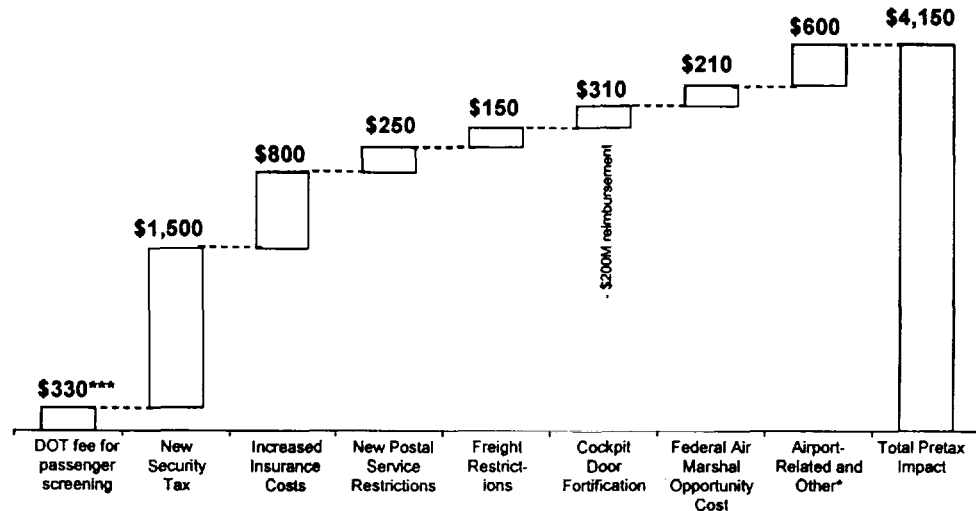 $4,150
$600
$210
$310
$150
$250
$800
$1,500
$330***
- $200M reimbursement
DOT fee for
passenger
screening
New
Security
Tax
Increased
Insurance
Costs
New Postal
Service
Restrictions
Freight
Restrict-
ions
Cockpit
Door
Fortification
Federal Air
Marshal
Opportunity
Cost
Airport-
Related and
Other*
Total Pretax
Impact